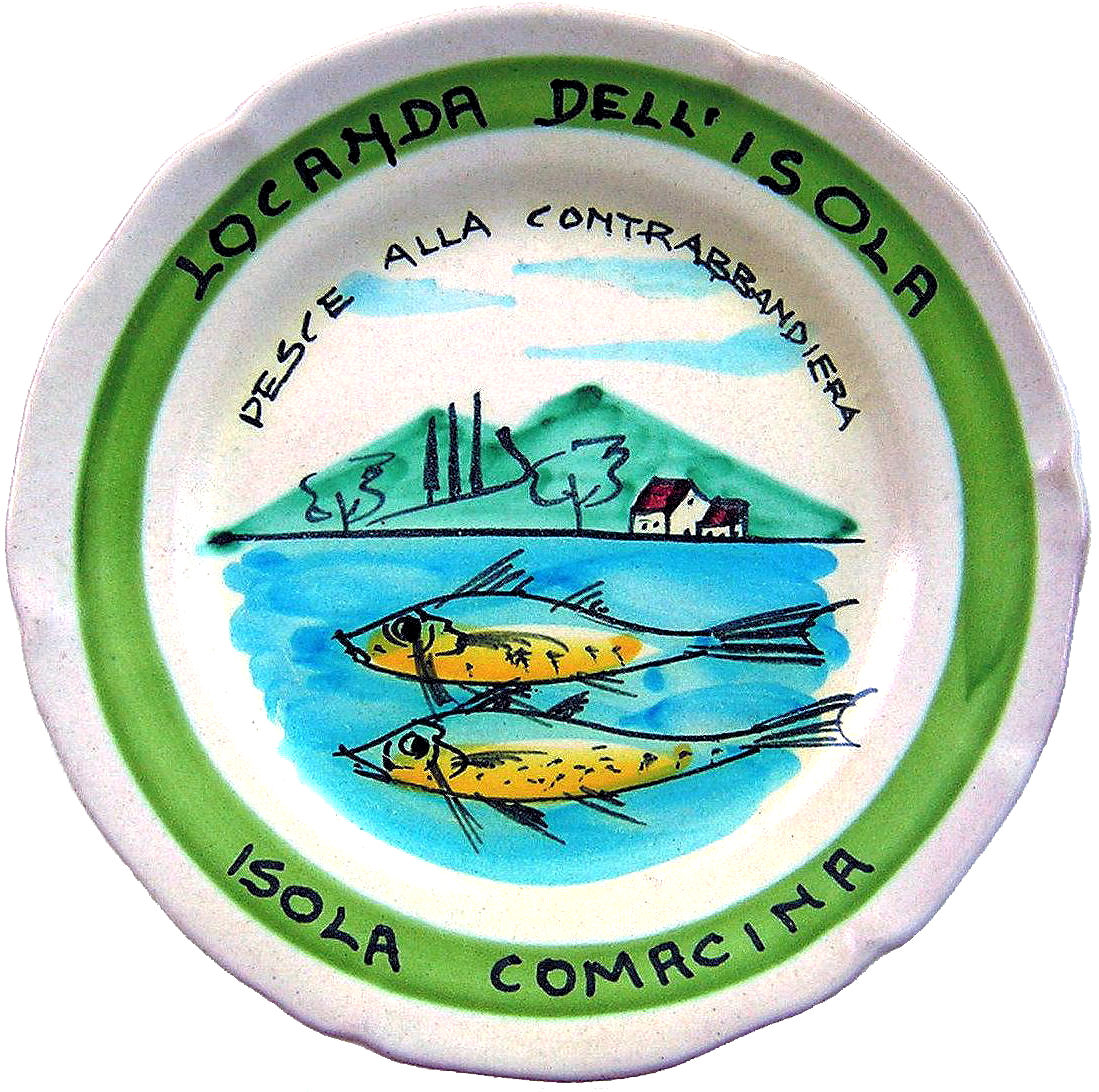 LOCANDA DELL'ISOLA
PESCE ALLA CONTRABBANDIERA
ISOLA COMACINA